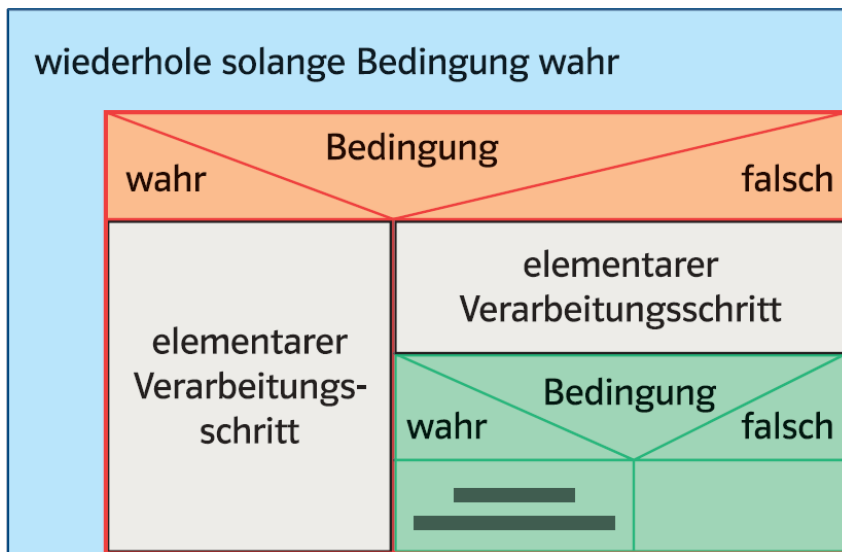 wiederhole solange Bedingung wahr
Bedingung
wahr
falsch
elementarer
Verarbeitungs-
schritt
elementarer
Verarbeitungsschritt
Bedingung
wahr
falsch